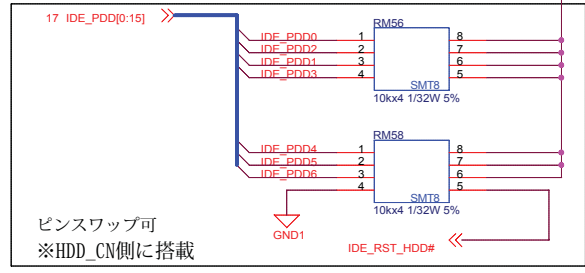 17 IDE_PDD[0:15]
RM56
IDE_PDD0 1 8
IDE_PDD2 2 7
IDE_PDD1 3 6
IDE_PDD3 4 5
SMT8
10kx4 1/32W 5%
RM58
IDE_PDD4 1 8
IDE_PDD5 2 7
IDE_PDD6 3 6
4 5
SMT8
10kx4 1/32W 5%
ピンスワップ可
GND1
※HDD_CN側に搭載
IDE_RST_HDD#